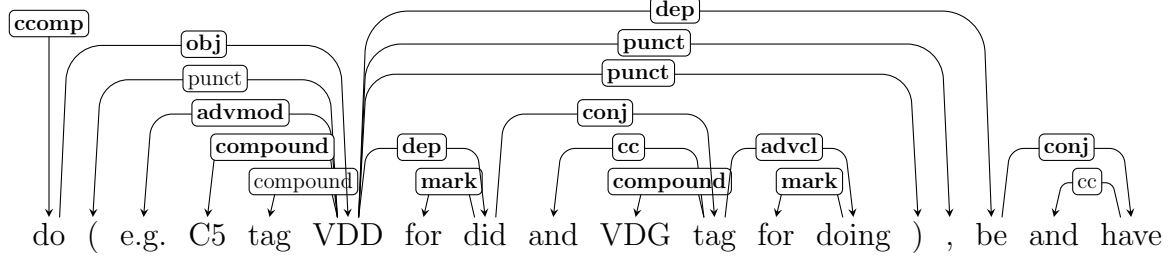 dep
ccomp
obj punct
punct punct
advmod conj
compound dep cc advcl conj
compound mark compound mark cc
do ( e.g. C5 tag VDD for did and VDG tag for doing ) , be and have